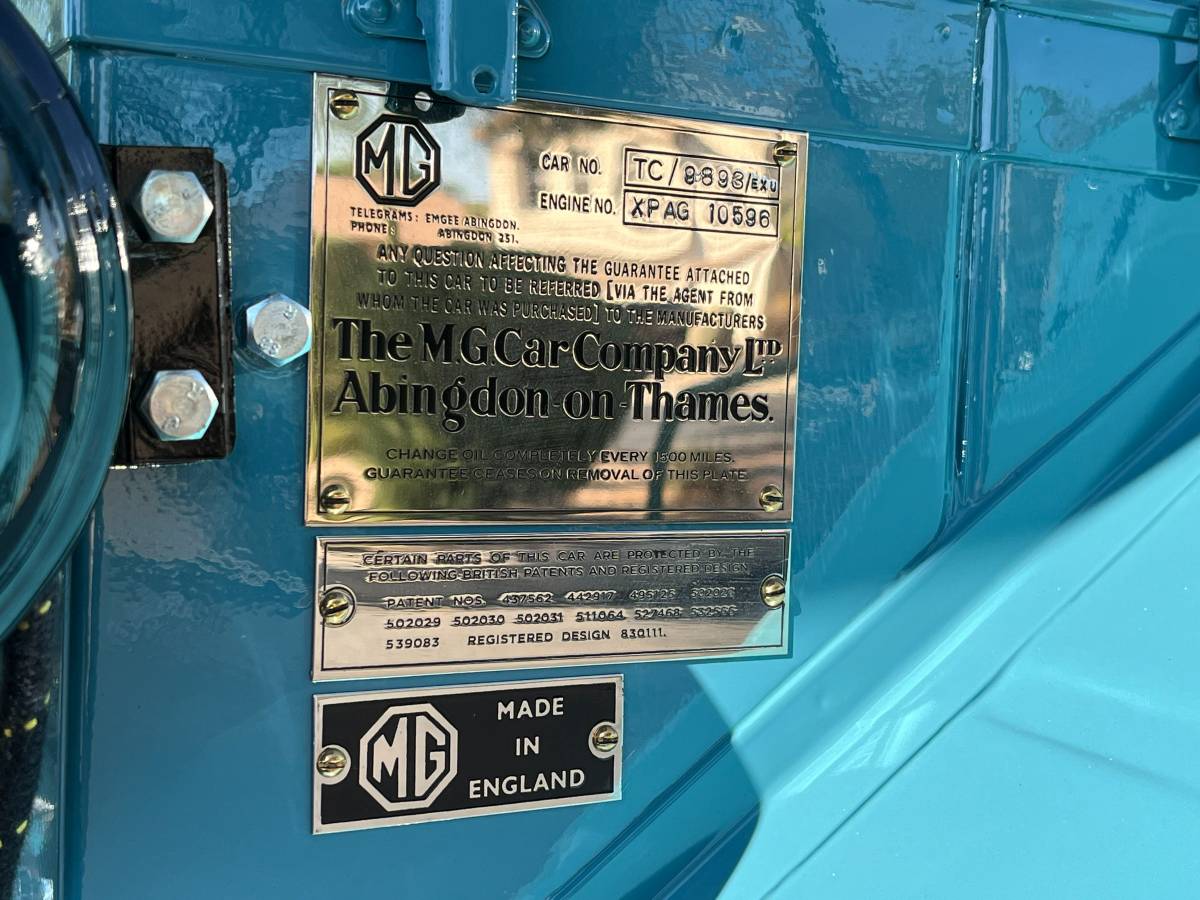 MG
CAR NO. TC/9898/EXU
ENGINE NO. XPAG 10596
TELEGRAMS: EMGEE ABINGDON.
PHONE: ABINGDON 251.
ANY QUESTION AFFECTING THE GUARANTEE ATTACHED
TO THIS CAR TO BE REFERRED [VIA THE AGENT FROM
WHOM THE CAR WAS PURCHASED] TO THE MANUFACTURERS
The M.G. Car Company LTD
Abingdon-on-Thames.
CHANGE OIL COMPLETELY EVERY 1500 MILES.
GUARANTEE CEASES ON REMOVAL OF THIS PLATE
CERTAIN PARTS OF THIS CAR ARE PROTECTED BY THE
FOLLOWING BRITISH PATENTS AND REGISTERED DESIGN
PATENT NOS. 437562 442917
502029 502030 502031 511064 527468
539083 REGISTERED DESIGN 830111.
MG
MADE
IN
ENGLAND